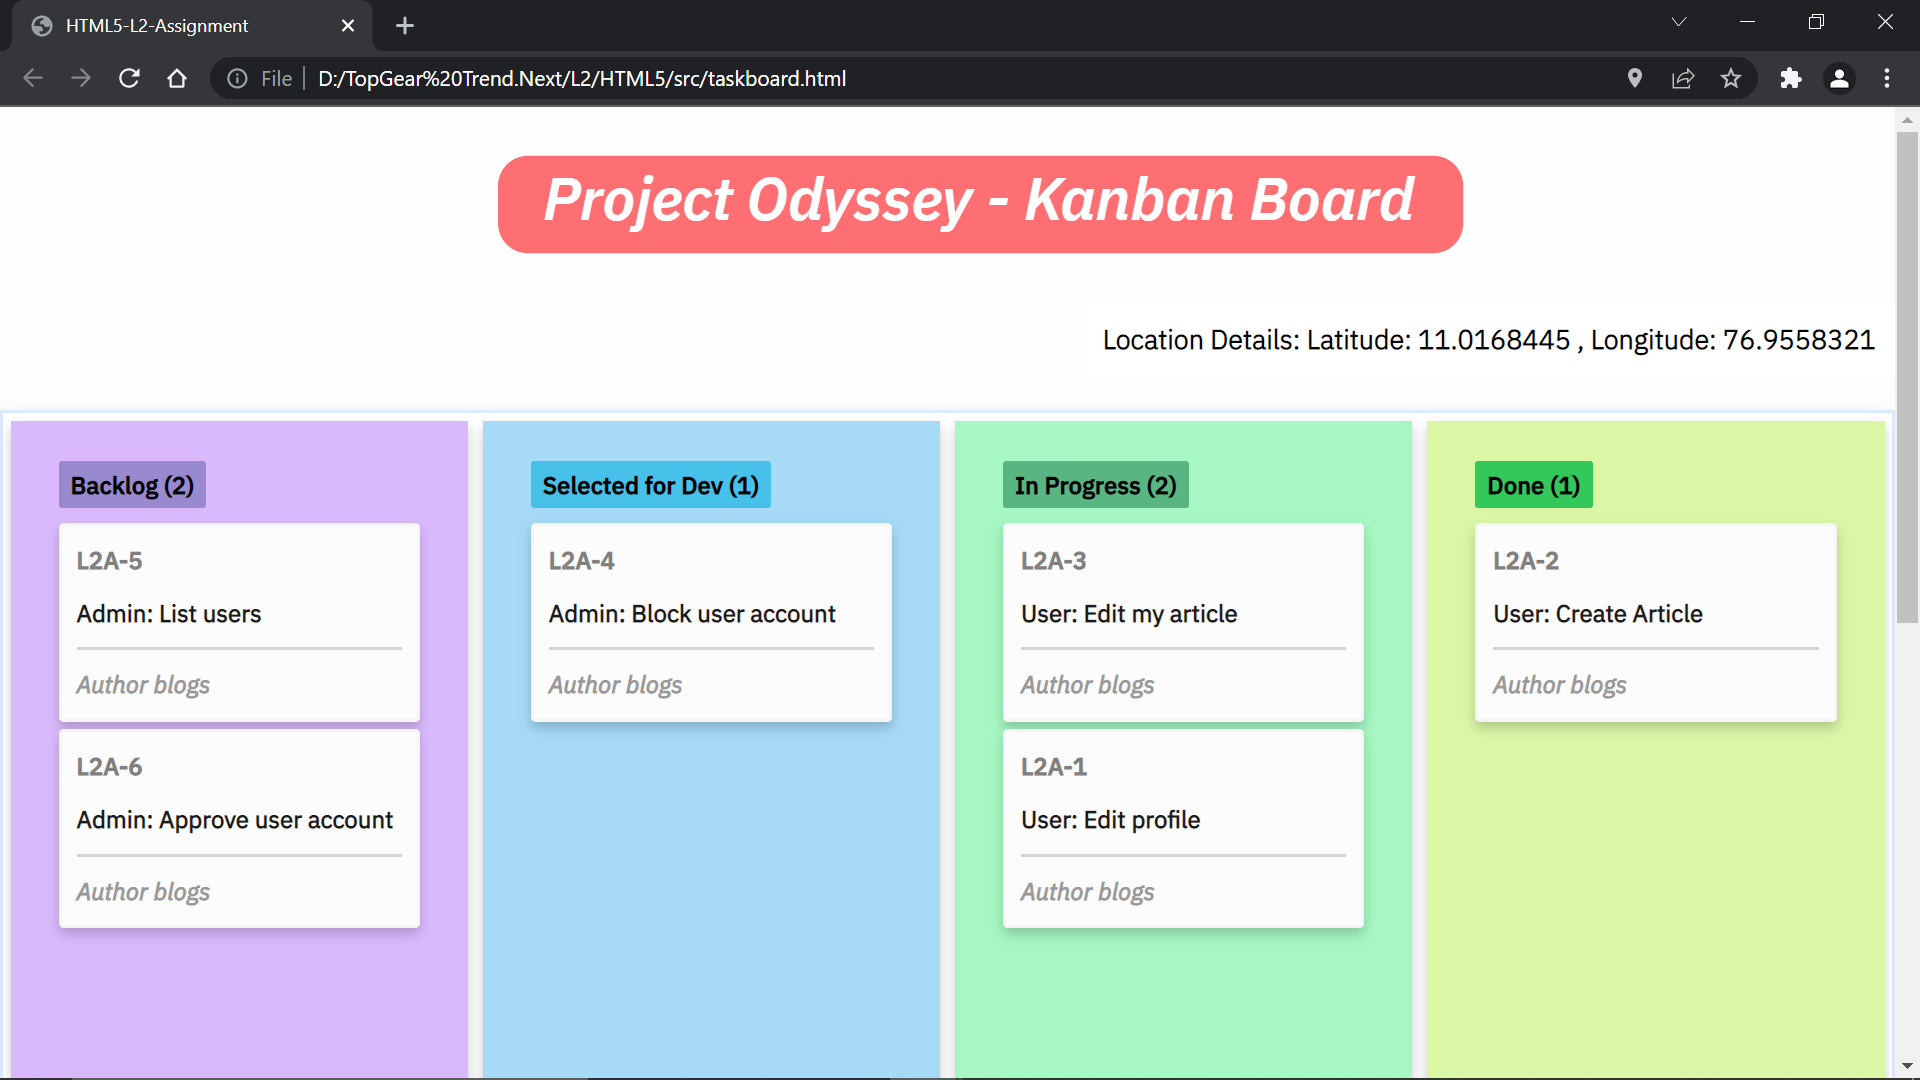 HTML5-L2-Assignment
File
D:/TopGear%20Trend.Next/L2/HTML5/src/taskboard.html
Project Odyssey - Kanban Board
Location Details: Latitude: 11.0168445 , Longitude: 76.9558321
Backlog (2)
L2A-5
Admin: List users
Author blogs
L2A-6
Admin: Approve user account
Author blogs
Selected for Dev (1)
L2A-4
Admin: Block user account
Author blogs
In Progress (2)
L2A-3
User: Edit my article
Author blogs
L2A-1
User: Edit profile
Author blogs
Done (1)
L2A-2
User: Create Article
Author blogs